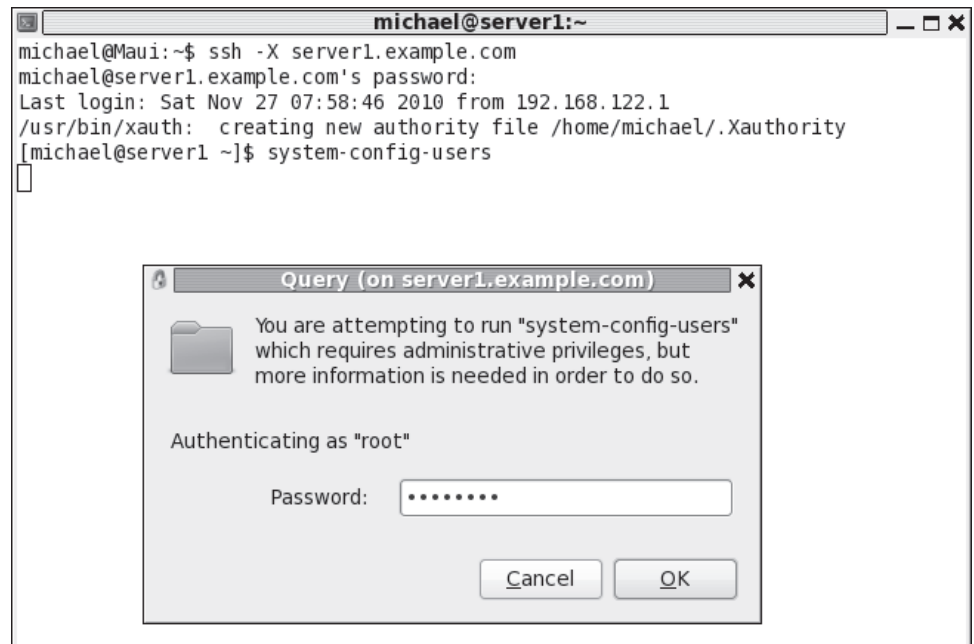 michael@server1:~
michael@Maui:~$ ssh -X server1.example.com
michael@server1.example.com's password:
Last login: Sat Nov 27 07:58:46 2010 from 192.168.122.1
/usr/bin/xauth:  creating new authority file /home/michael/.Xauthority
[michael@server1 ~]$ system-config-users
Query (on server1.example.com)
You are attempting to run "system-config-users"
which requires administrative privileges, but
more information is needed in order to do so.
Authenticating as "root"
Password: ••••••••
Cancel OK